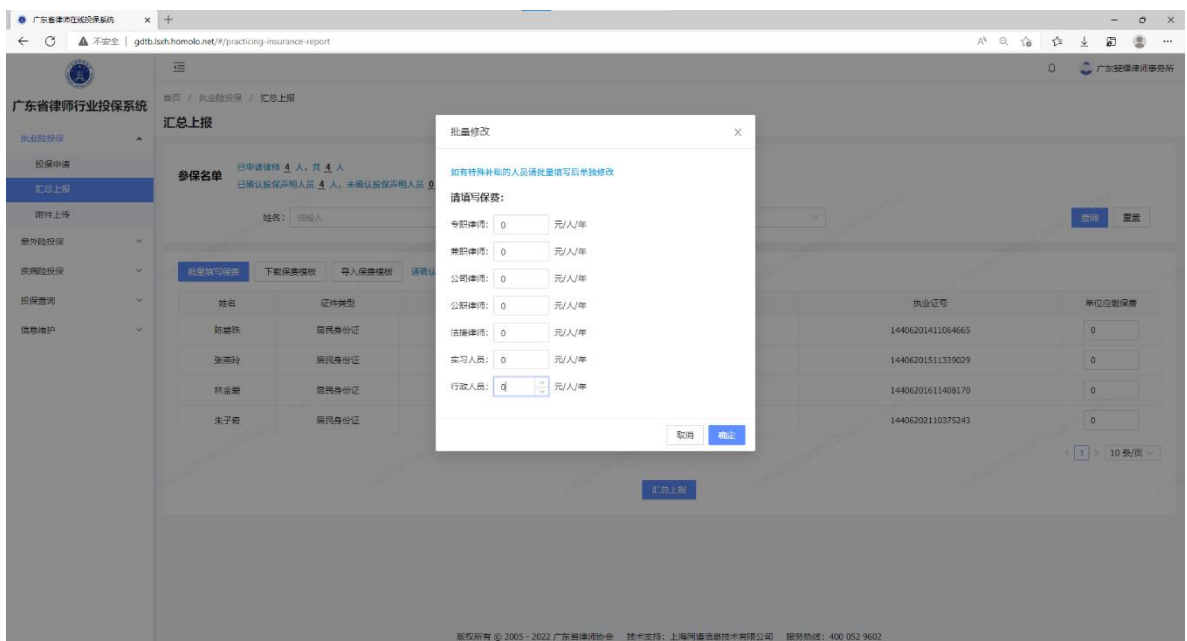 广东省律师在线投保系统
不安全 | gdtb.lsxh.homolo.net/#/practicing-insurance-report
广东省律师行业投保系统
执业险投保
投保申请
汇总上报
附件上传
意外险投保
疾病险投保
投保查询
信息维护
首页 / 执业险投保 / 汇总上报
汇总上报
参保名单
已申请律师 4 人，共 4 人
已确认投保声明人员 4 人，未确认投保声明人员 0
姓名： 请输入
查询 重置
批量填写保费 下载保费模板 导入保费模板 请确认
姓名 证件类型 执业证号 单位应缴保费
陈碧珠 居民身份证 14406201411064665 0
张燕玲 居民身份证 14406201511339029 0
林金爱 居民身份证 14406201611408170 0
朱子奇 居民身份证 14406202110375243 0
1 10 条/页
汇总上报
批量修改
如有特殊补贴的人员请批量填写后单独修改
请填写保费：
专职律师： 0 元/人/年
兼职律师： 0 元/人/年
公司律师： 0 元/人/年
公职律师： 0 元/人/年
法援律师： 0 元/人/年
实习人员： 0 元/人/年
行政人员： 0 元/人/年
取消 确定
版权所有 © 2005 - 2022 广东省律师协会 技术支持：上海同道信息技术有限公司 服务热线：400 052 9602